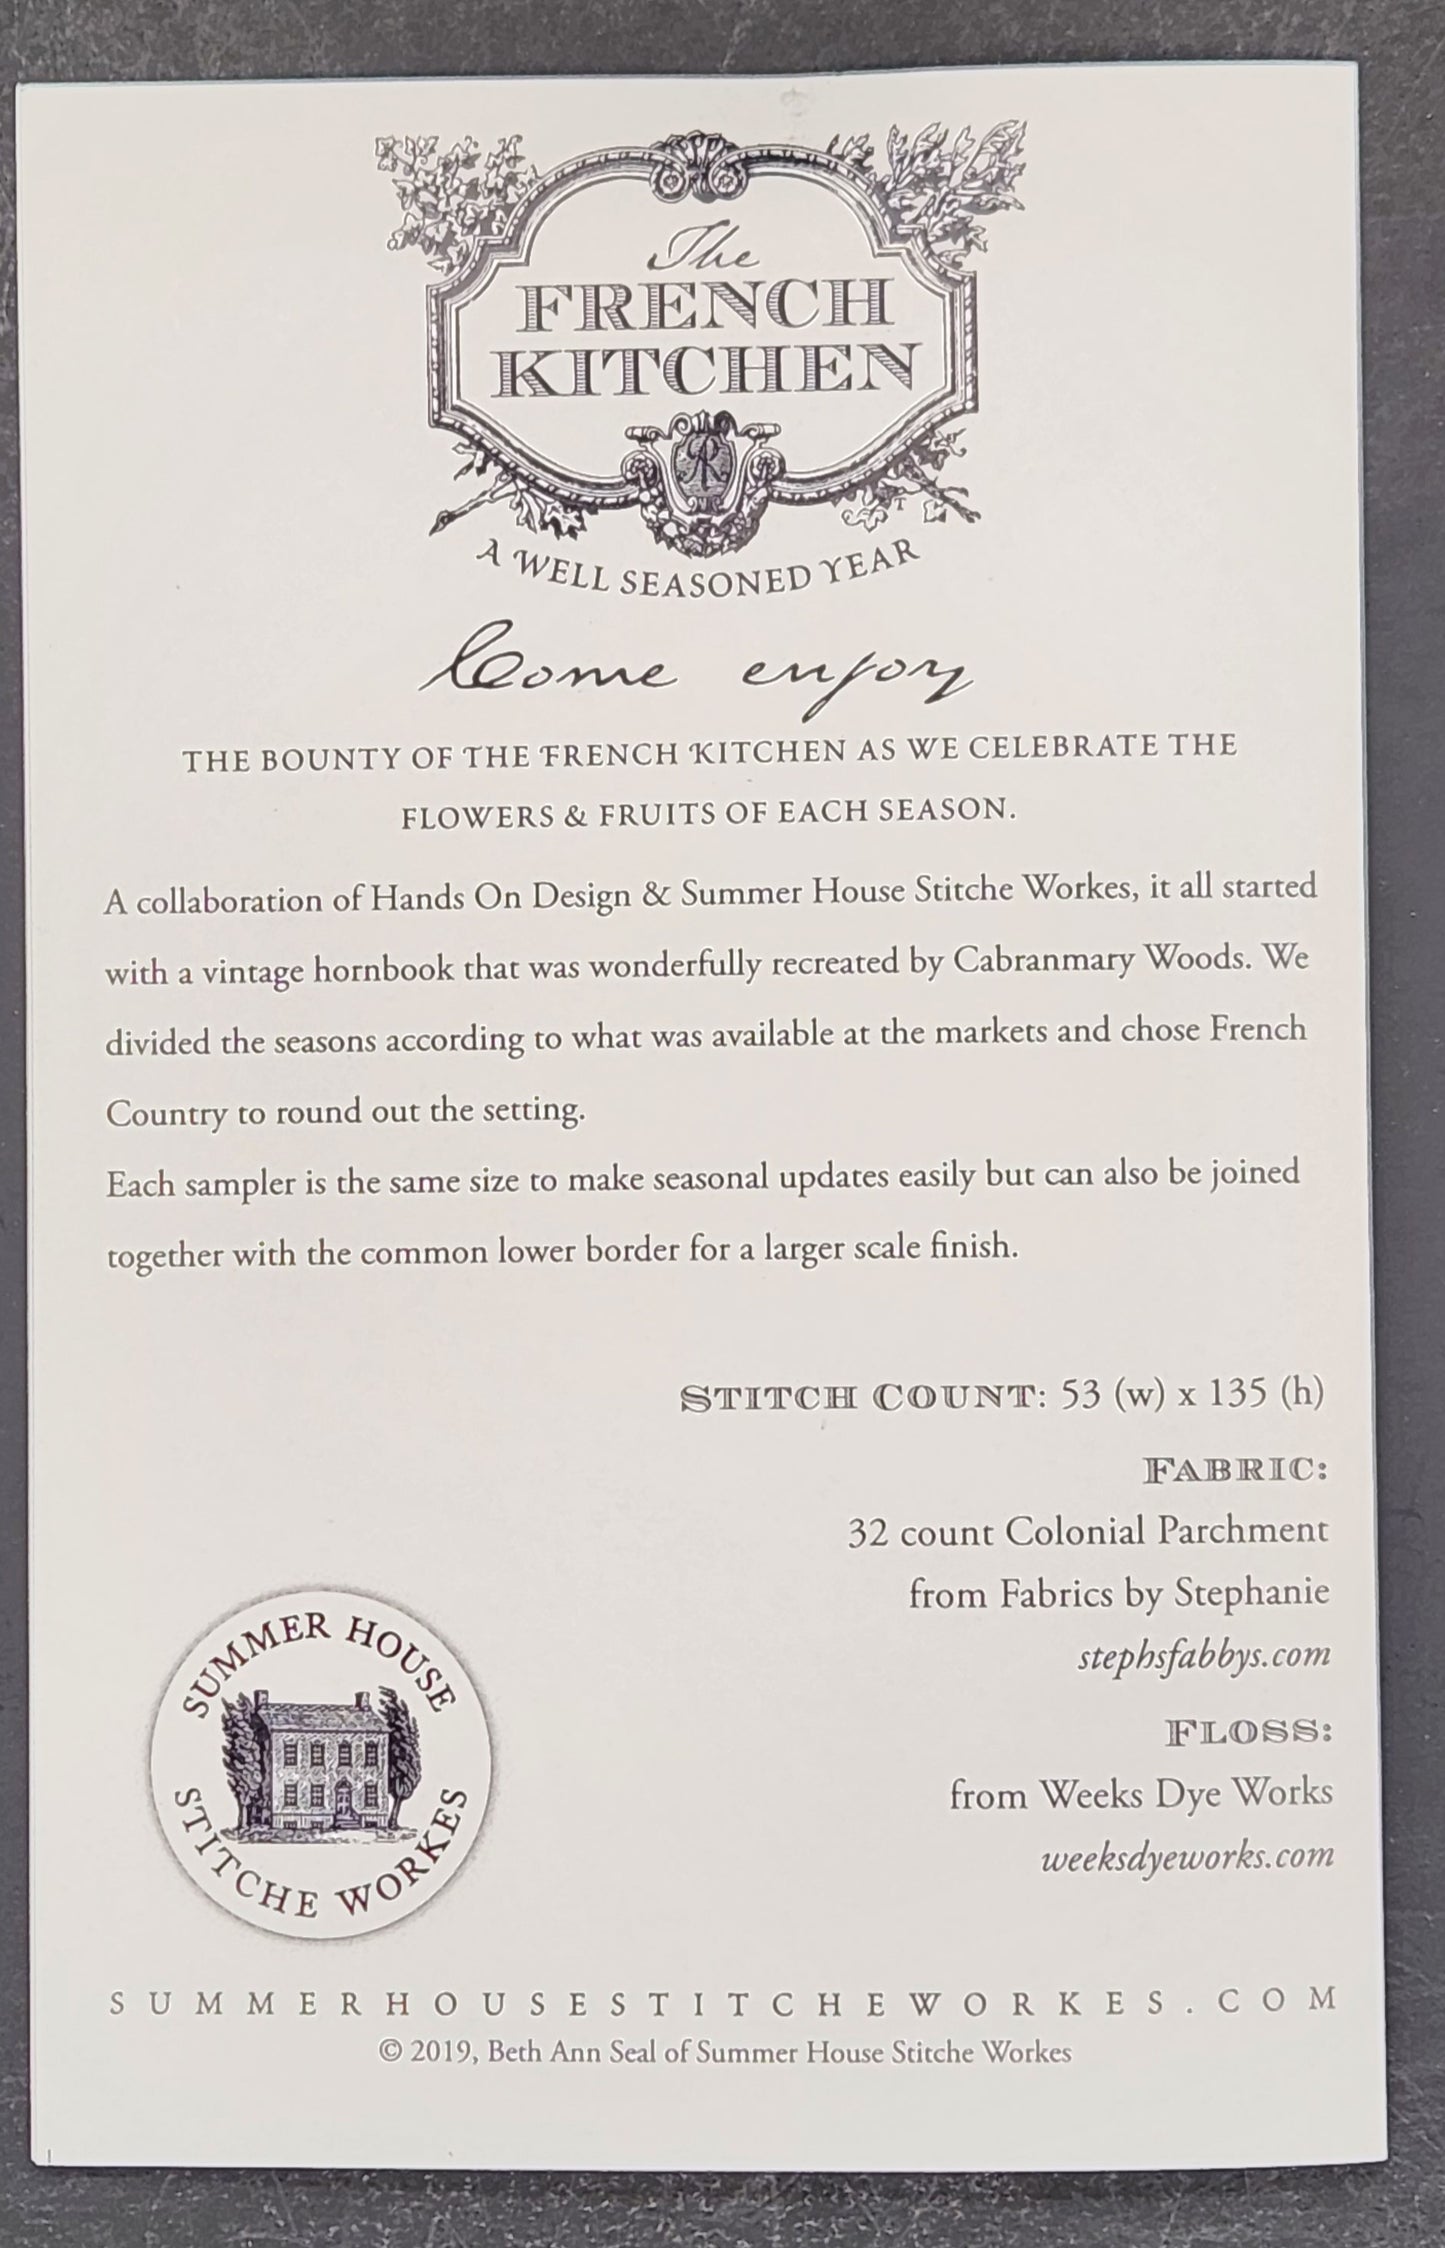 The
FRENCH
KITCHEN
A WELL SEASONED YEAR
Come enjoy
THE BOUNTY OF THE FRENCH KITCHEN AS WE CELEBRATE THE
FLOWERS & FRUITS OF EACH SEASON.
A collaboration of Hands On Design & Summer House Stitche Workes, it all started
with a vintage hornbook that was wonderfully recreated by Cabranmary Woods. We
divided the seasons according to what was available at the markets and chose French
Country to round out the setting.
Each sampler is the same size to make seasonal updates easily but can also be joined
together with the common lower border for a larger scale finish.
STITCH COUNT: 53 (w) x 135 (h)
FABRIC:
32 count Colonial Parchment
from Fabrics by Stephanie
stephsfabbys.com
FLOSS:
from Weeks Dye Works
weeksdyeworks.com
SUMMER HOUSE
STITCHE WORKES
SUMMERHOUSESTITCHEWORKES.COM
© 2019, Beth Ann Seal of Summer House Stitche Workes